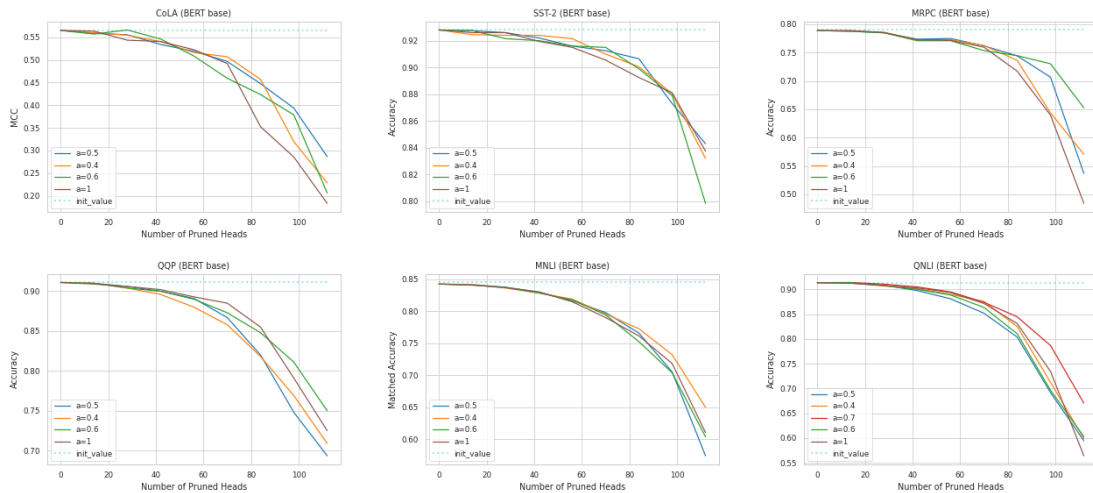 CoLA (BERT base)
MCC
0.55
0.50
0.45
0.40
0.35
0.30
0.25
0.20
a=0.5
a=0.4
a=0.6
a=1
init_value
0 20 40 60 80 100
Number of Pruned Heads
SST-2 (BERT base)
Accuracy
0.92
0.90
0.88
0.86
0.84
0.82
0.80
a=0.5
a=0.4
a=0.6
a=1
init_value
0 20 40 60 80 100
Number of Pruned Heads
MRPC (BERT base)
Accuracy
0.80
0.75
0.70
0.65
0.60
0.55
0.50
a=0.5
a=0.4
a=0.6
a=1
init_value
0 20 40 60 80 100
Number of Pruned Heads
QQP (BERT base)
Accuracy
0.90
0.85
0.80
0.75
0.70
a=0.5
a=0.4
a=0.6
a=1
init_value
0 20 40 60 80 100
Number of Pruned Heads
MNLI (BERT base)
Matched Accuracy
0.85
0.80
0.75
0.70
0.65
0.60
a=0.5
a=0.4
a=0.6
a=1
init_value
0 20 40 60 80 100
Number of Pruned Heads
QNLI (BERT base)
Accuracy
0.90
0.85
0.80
0.75
0.70
0.65
0.60
0.55
a=0.5
a=0.4
a=0.7
a=0.6
a=1
init_value
0 20 40 60 80 100
Number of Pruned Heads